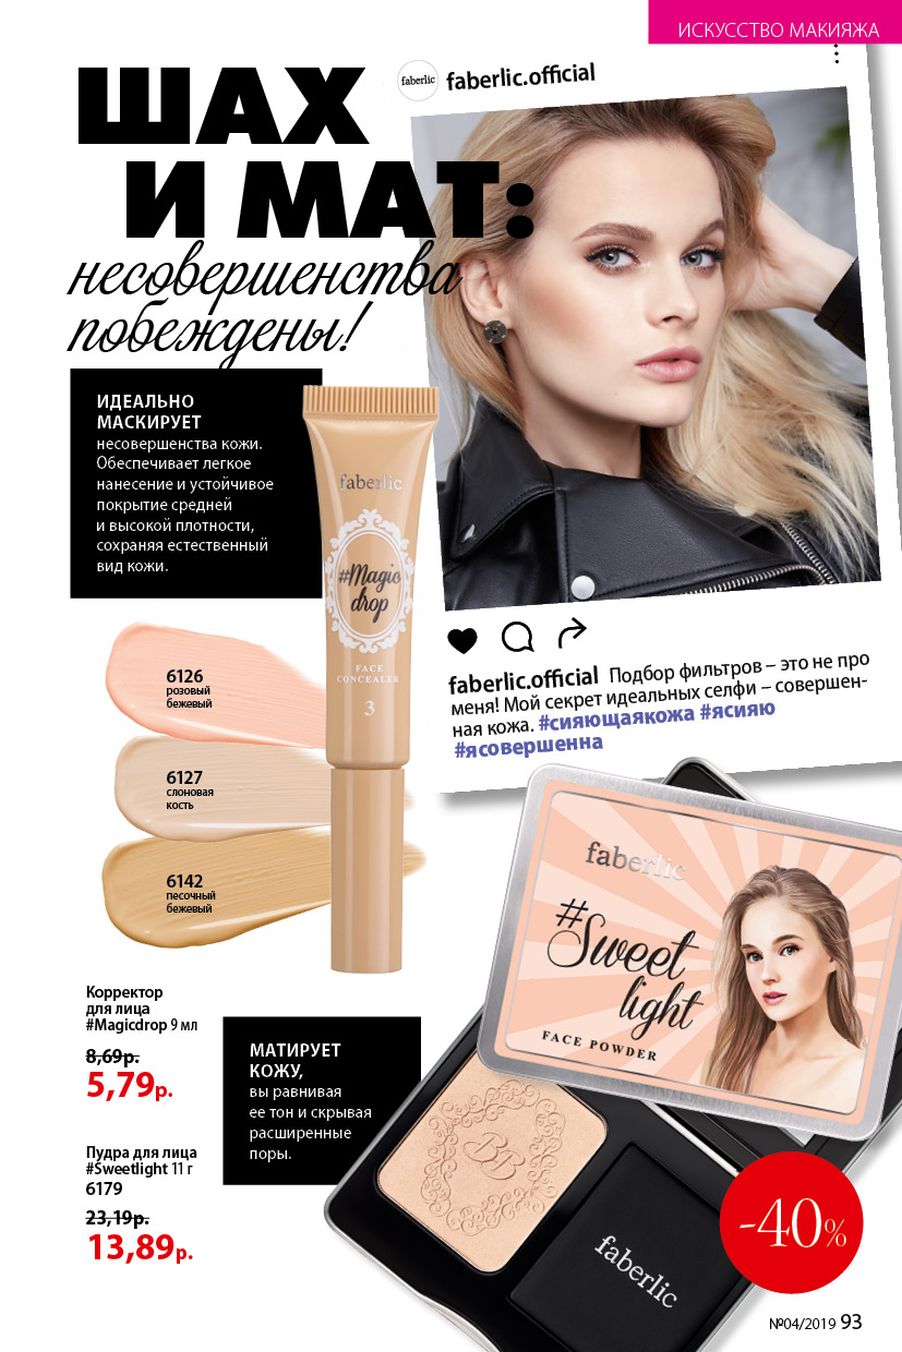 ИСКУССТВО МАКИЯЖА
ШАХ
И МАТ:
несовершенства
побеждены!
faberlic
faberlic.official
ИДЕАЛЬНО
МАСКИРУЕТ
несовершенства кожи.
Обеспечивает легкое
нанесение и устойчивое
покрытие средней
и высокой плотности,
сохраняя естественный
вид кожи.
faberlic
#Magic
drop
FACE
CONCEALER
3
6126
розовый
бежевый
6127
слоновая
кость
6142
песочный
бежевый
faberlic.official Подбор фильтров – это не про
меня! Мой секрет идеальных селфи – совершен-
ная кожа. #сияющаякожа #ясияю
#ясовершенна
faberlic
#Sweet
light
FACE POWDER
Корректор
для лица
#Magicdrop 9 мл
8,69р.
5,79р.
МАТИРУЕТ
КОЖУ,
вы равнивая
ее тон и скрывая
расширенные
поры.
Пудра для лица
#Sweetlight 11 г
6179
23,19р.
13,89р.
BB
faberlic
-40%
№04/2019 93